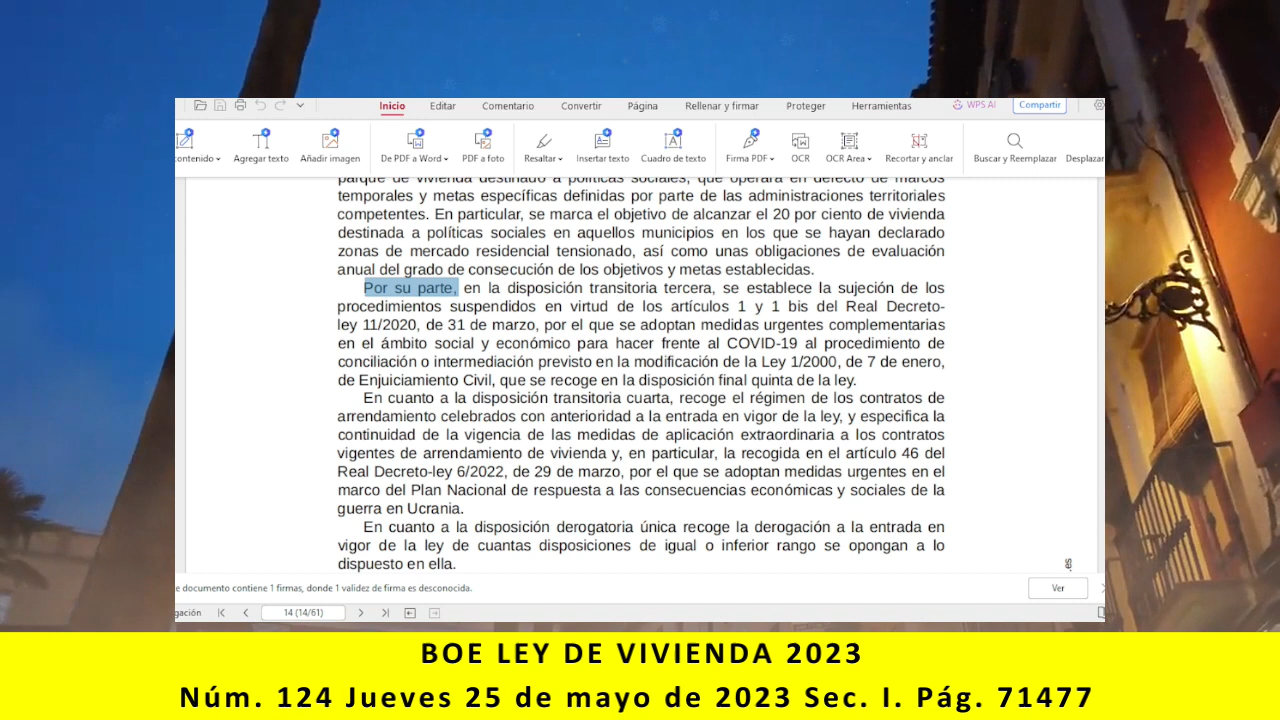 Inicio Editar Comentario Convertir Página Rellenar y firmar Proteger Herramientas WPS AI Compartir
ontenido Agregar texto Añadir imagen De PDF a Word PDF a foto Resaltar Insertar texto Cuadro de texto Firma PDF OCR OCR Area Recortar y anclar Buscar y Reemplazar Desplazar
parque de vivienda destinado a políticas sociales, que operará en defecto de marcos
temporales y metas específicas definidas por parte de las administraciones territoriales
competentes. En particular, se marca el objetivo de alcanzar el 20 por ciento de vivienda
destinada a políticas sociales en aquellos municipios en los que se hayan declarado
zonas de mercado residencial tensionado, así como unas obligaciones de evaluación
anual del grado de consecución de los objetivos y metas establecidas.
Por su parte, en la disposición transitoria tercera, se establece la sujeción de los
procedimientos suspendidos en virtud de los artículos 1 y 1 bis del Real Decreto-
ley 11/2020, de 31 de marzo, por el que se adoptan medidas urgentes complementarias
en el ámbito social y económico para hacer frente al COVID-19 al procedimiento de
conciliación o intermediación previsto en la modificación de la Ley 1/2000, de 7 de enero,
de Enjuiciamiento Civil, que se recoge en la disposición final quinta de la ley.
En cuanto a la disposición transitoria cuarta, recoge el régimen de los contratos de
arrendamiento celebrados con anterioridad a la entrada en vigor de la ley, y especifica la
continuidad de la vigencia de las medidas de aplicación extraordinaria a los contratos
vigentes de arrendamiento de vivienda y, en particular, la recogida en el artículo 46 del
Real Decreto-ley 6/2022, de 29 de marzo, por el que se adoptan medidas urgentes en el
marco del Plan Nacional de respuesta a las consecuencias económicas y sociales de la
guerra en Ucrania.
En cuanto a la disposición derogatoria única recoge la derogación a la entrada en
vigor de la ley de cuantas disposiciones de igual o inferior rango se opongan a lo
dispuesto en ella.
.es
e documento contiene 1 firmas, donde 1 validez de firma es desconocida. Ver
gación 14 (14/61)
BOE LEY DE VIVIENDA 2023
Núm. 124 Jueves 25 de mayo de 2023 Sec. I. Pág. 71477